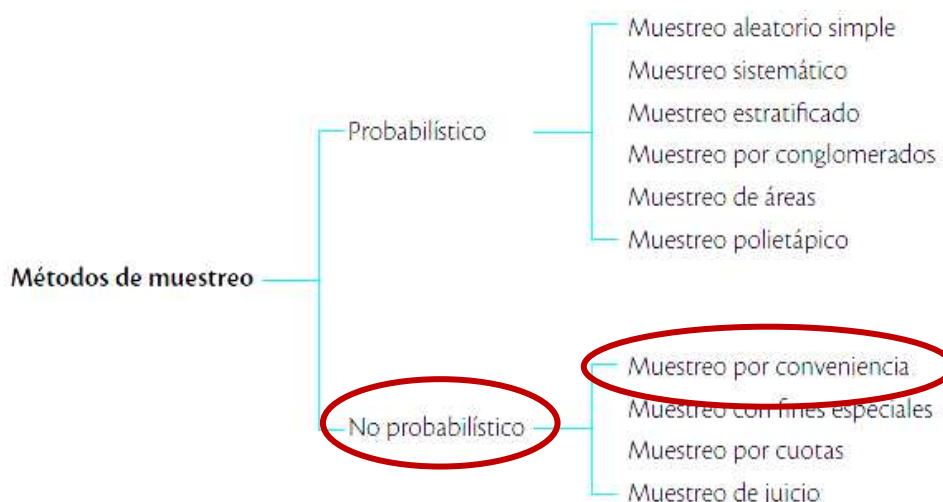 Muestreo aleatorio simple
Muestreo sistemático
Muestreo estratificado
Probabilístico
Muestreo por conglomerados
Muestreo de áreas
Muestreo polietápico
Métodos de muestreo
Muestreo por conveniencia
Muestreo con fines especiales
No probabilístico
Muestreo por cuotas
Muestreo de juicio